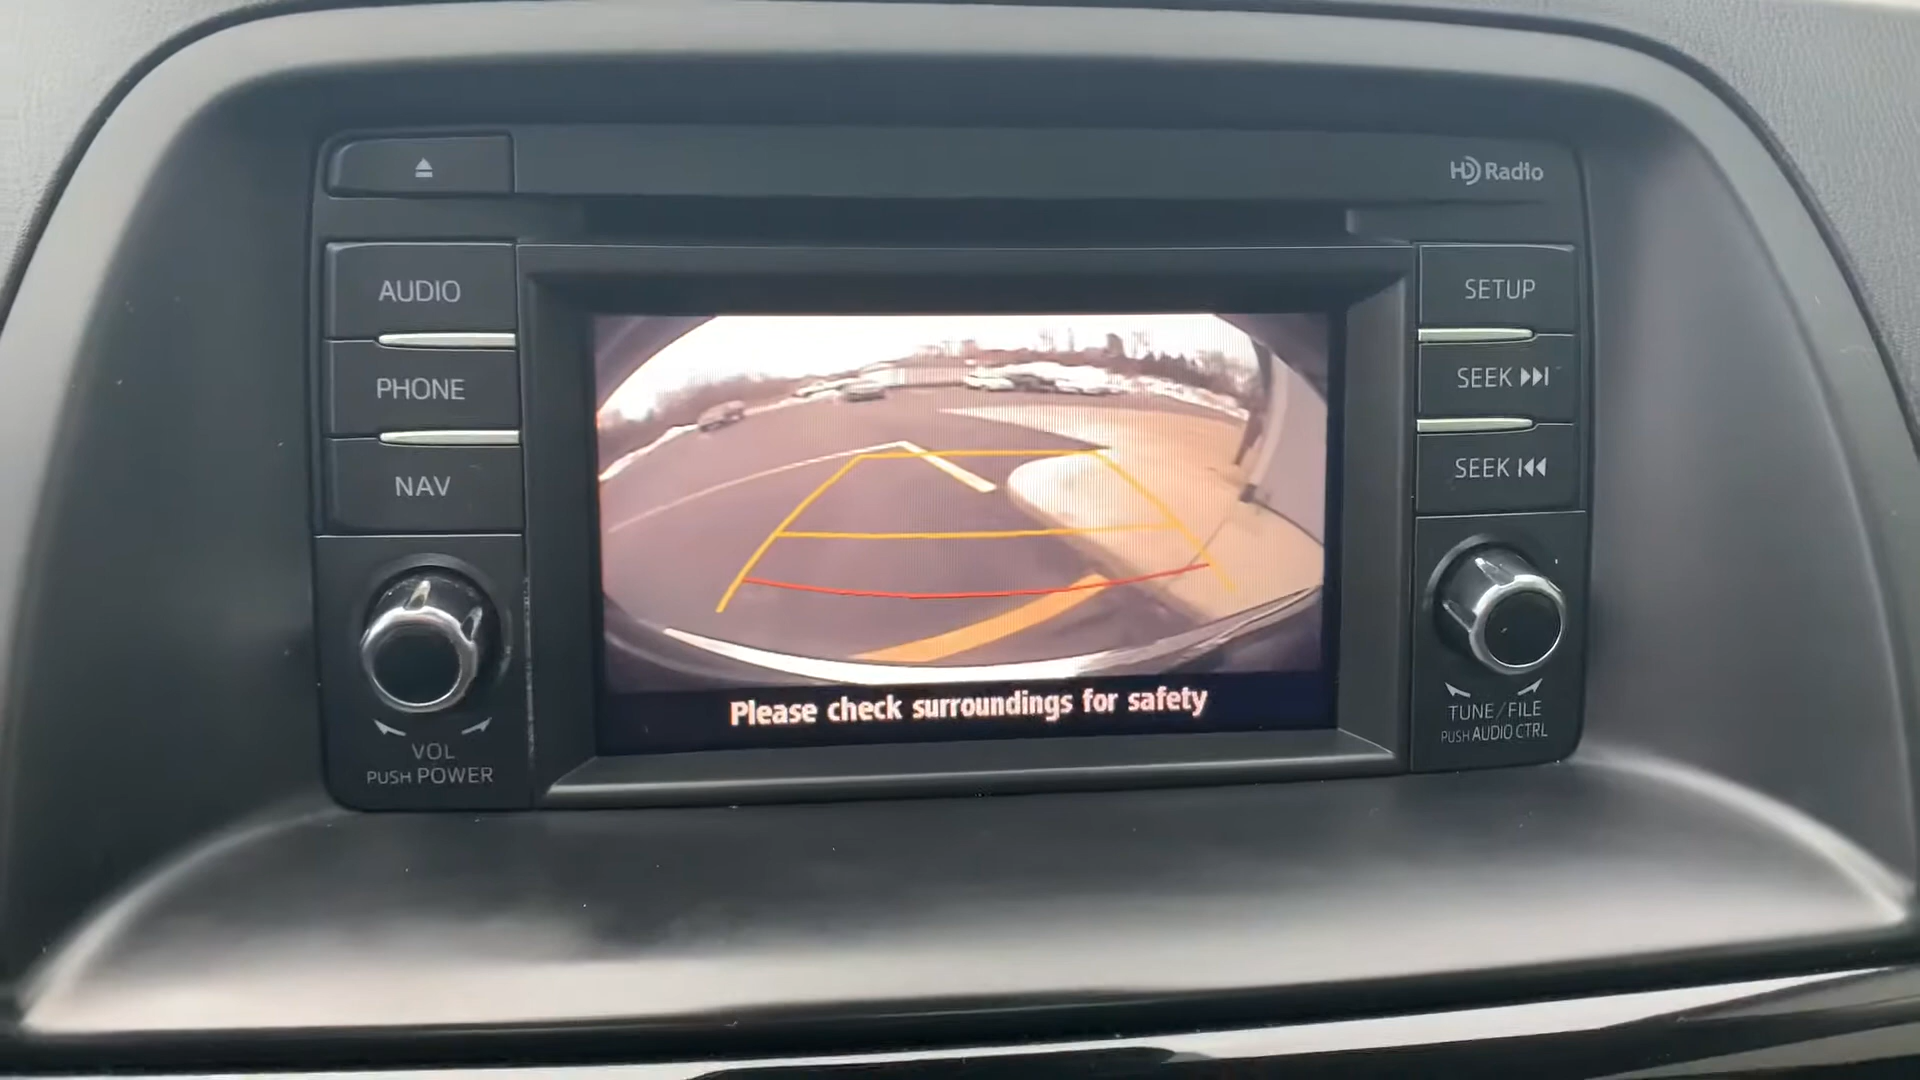 HD Radio
AUDIO
PHONE
NAV
VOL
PUSH POWER
SETUP
SEEK
SEEK
TUNE/FILE
PUSH AUDIO CTRL
Please check surroundings for safety